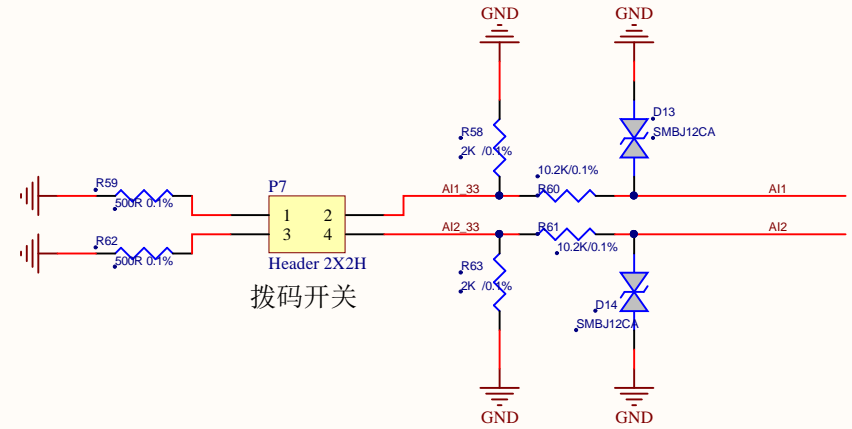 GND
GND
D13
SMBJ12CA
R58
2K /0.1%
10.2K/0.1%
R59
500R 0.1%
P7
AI1_33
R60
AI1
1 2
3 4
AI2_33
R61
AI2
R62
500R 0.1%
10.2K/0.1%
Header 2X2H
R63
2K /0.1%
拨码开关
D14
SMBJ12CA
GND
GND